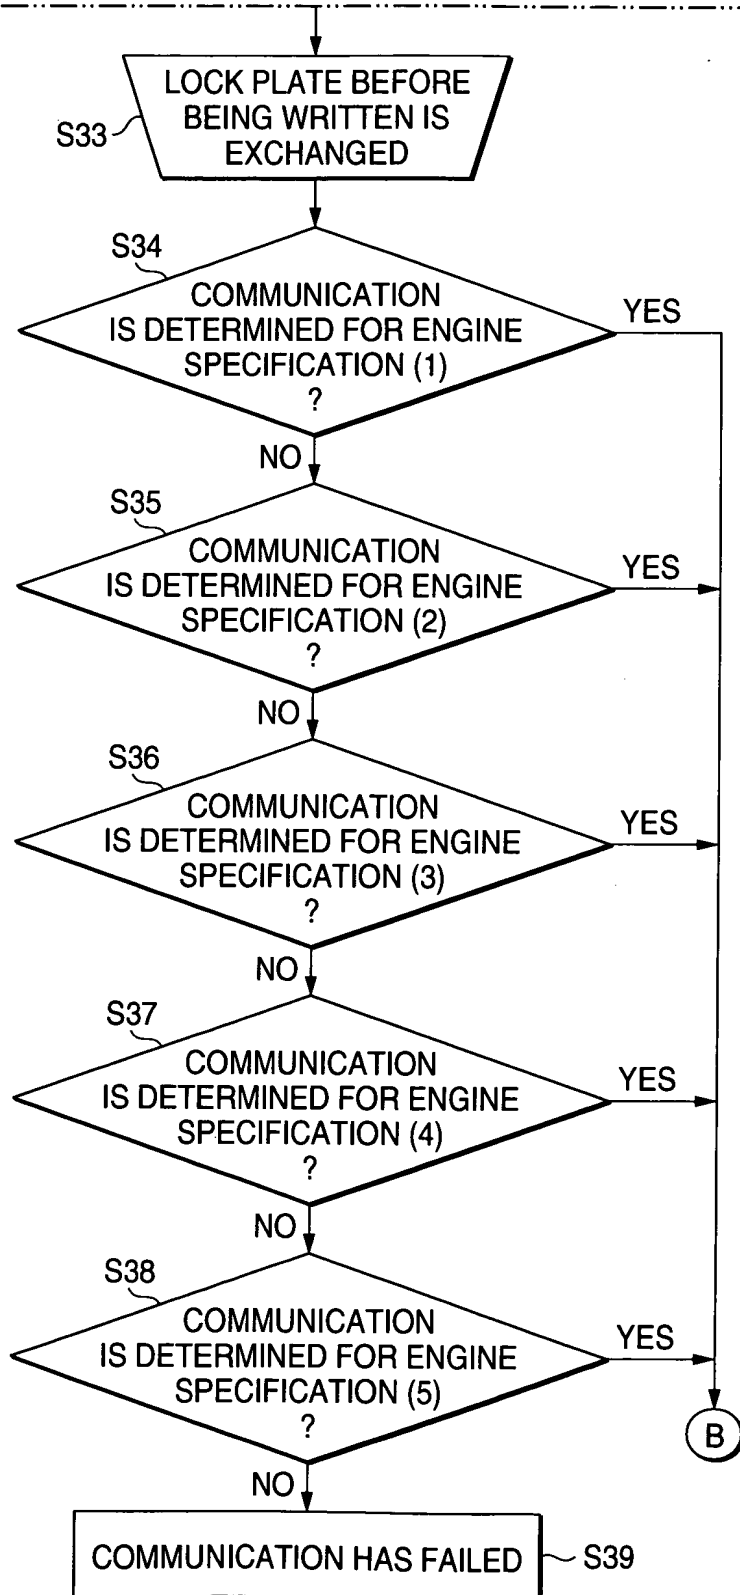 LOCK PLATE BEFORE
BEING WRITTEN IS
EXCHANGED
S33
S34
COMMUNICATION
IS DETERMINED FOR ENGINE
SPECIFICATION (1)
?
YES
NO
S35
COMMUNICATION
IS DETERMINED FOR ENGINE
SPECIFICATION (2)
?
YES
NO
S36
COMMUNICATION
IS DETERMINED FOR ENGINE
SPECIFICATION (3)
?
YES
NO
S37
COMMUNICATION
IS DETERMINED FOR ENGINE
SPECIFICATION (4)
?
YES
NO
S38
COMMUNICATION
IS DETERMINED FOR ENGINE
SPECIFICATION (5)
?
YES
B
NO
COMMUNICATION HAS FAILED
S39